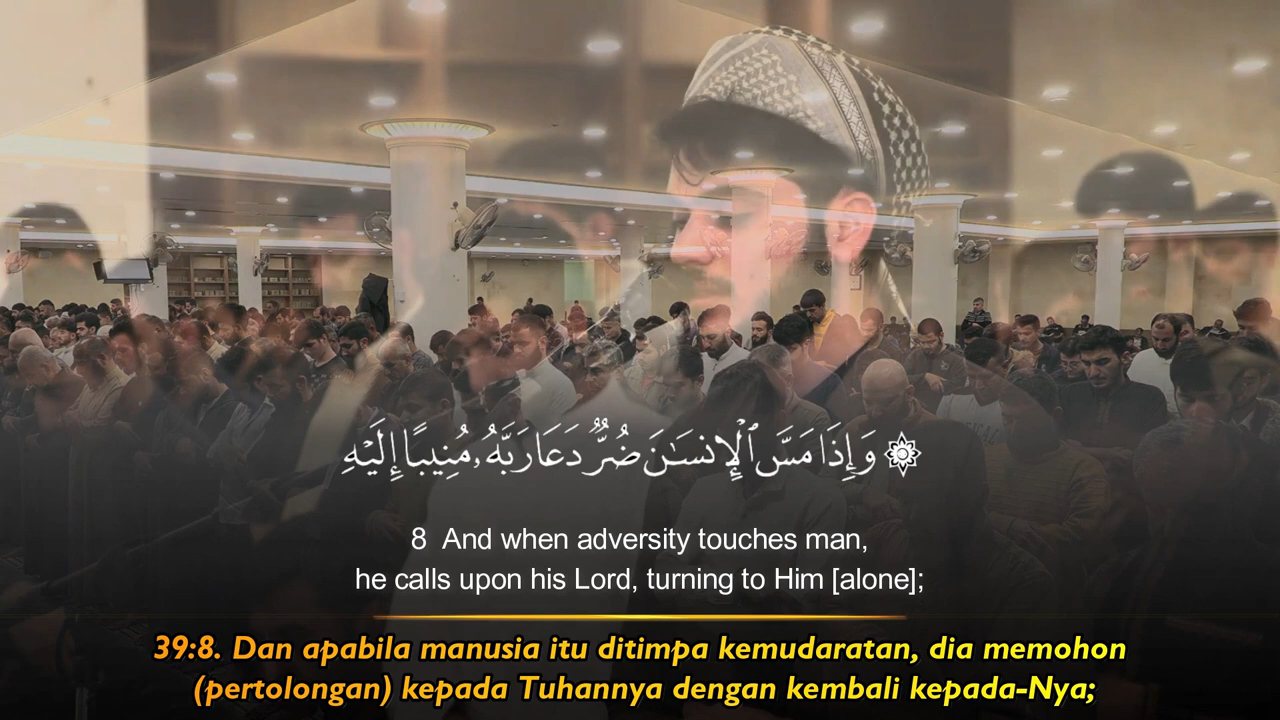 ۞ وَإِذَا مَسَّ ٱلْإِنسَـٰنَ ضُرٌّ دَعَا رَبَّهُۥ مُنِيبًا إِلَيْهِ
8 And when adversity touches man,
he calls upon his Lord, turning to Him [alone];
39:8. Dan apabila manusia itu ditimpa kemudaratan, dia memohon
(pertolongan) kepada Tuhannya dengan kembali kepada-Nya;